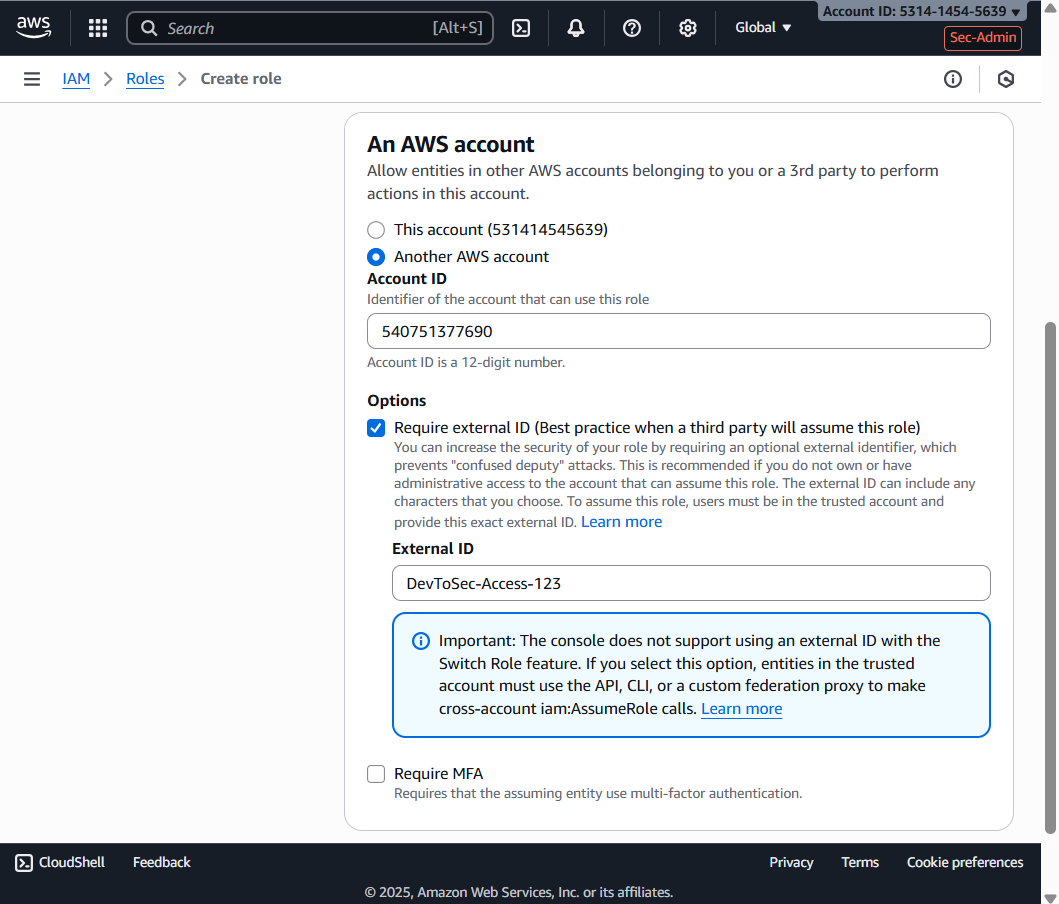 aws
Search [Alt+S]
Global
Account ID: 5314-1454-5639
Sec-Admin
IAM
Roles
Create role
An AWS account
Allow entities in other AWS accounts belonging to you or a 3rd party to perform
actions in this account.
This account (531414545639)
Another AWS account
Account ID
Identifier of the account that can use this role
540751377690
Account ID is a 12-digit number.
Options
Require external ID (Best practice when a third party will assume this role)
You can increase the security of your role by requiring an optional external identifier, which
prevents "confused deputy" attacks. This is recommended if you do not own or have
administrative access to the account that can assume this role. The external ID can include any
characters that you choose. To assume this role, users must be in the trusted account and
provide this exact external ID. Learn more
External ID
DevToSec-Access-123
Important: The console does not support using an external ID with the
Switch Role feature. If you select this option, entities in the trusted
account must use the API, CLI, or a custom federation proxy to make
cross-account iam:AssumeRole calls. Learn more
Require MFA
Requires that the assuming entity use multi-factor authentication.
CloudShell
Feedback
Privacy
Terms
Cookie preferences
© 2025, Amazon Web Services, Inc. or its affiliates.